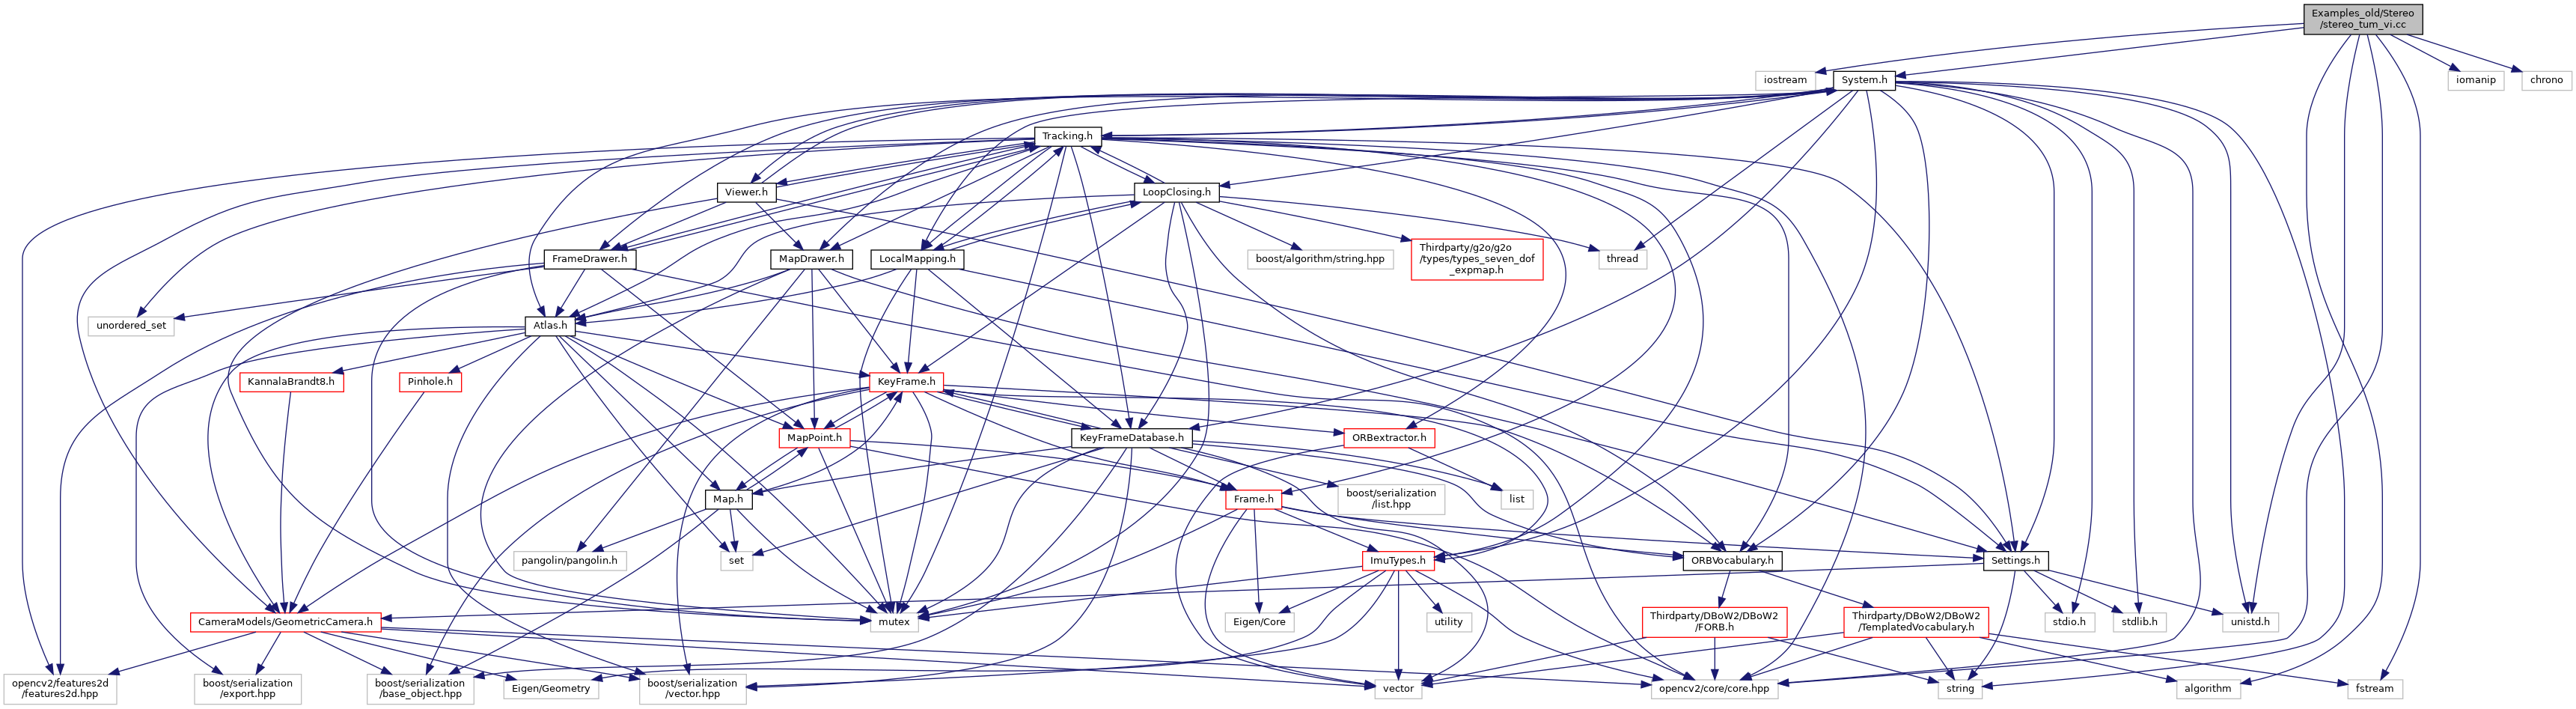 Examples_old/Stereo
/stereo_tum_vi.cc
iostream
System.h
iomanip
chrono
Tracking.h
Viewer.h
LoopClosing.h
FrameDrawer.h
MapDrawer.h
LocalMapping.h
boost/algorithm/string.hpp
Thirdparty/g2o/g2o
/types/types_seven_dof
_expmap.h
thread
unordered_set
Atlas.h
KannalaBrandt8.h
Pinhole.h
KeyFrame.h
MapPoint.h
KeyFrameDatabase.h
ORBextractor.h
Map.h
Frame.h
boost/serialization
/list.hpp
list
pangolin/pangolin.h
set
ImuTypes.h
ORBVocabulary.h
Settings.h
CameraModels/GeometricCamera.h
mutex
Eigen/Core
utility
Thirdparty/DBoW2/DBoW2
/FORB.h
Thirdparty/DBoW2/DBoW2
/TemplatedVocabulary.h
stdio.h
stdlib.h
unistd.h
opencv2/features2d
/features2d.hpp
boost/serialization
/export.hpp
boost/serialization
/base_object.hpp
Eigen/Geometry
boost/serialization
/vector.hpp
vector
opencv2/core/core.hpp
string
algorithm
fstream